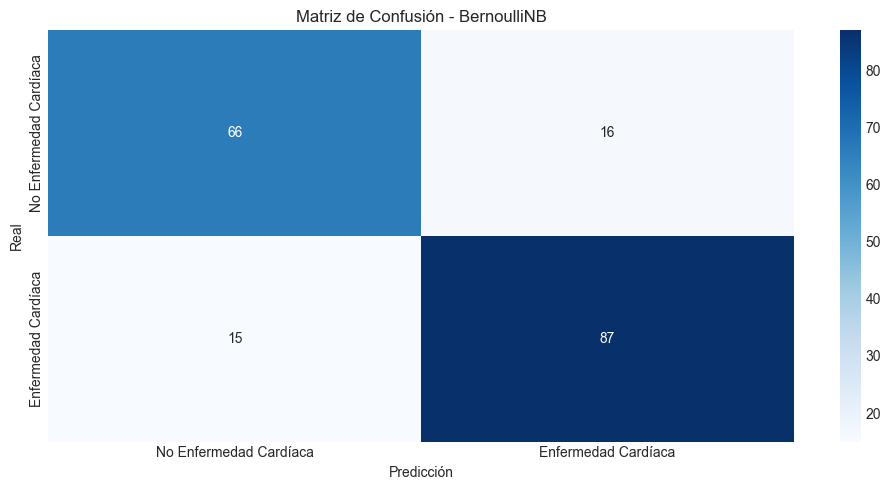 Matriz de Confusión - BernoulliNB
Real
No Enfermedad Cardíaca
Enfermedad Cardíaca
66
16
15
87
No Enfermedad Cardíaca
Enfermedad Cardíaca
Predicción
80
70
60
50
40
30
20